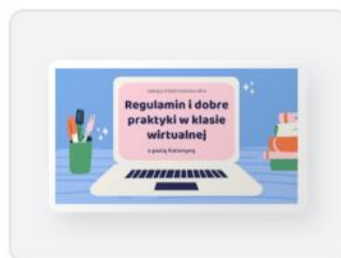 Regulamin i dobre
praktyki w klasie
wirtualnej
z panią Katarzyną